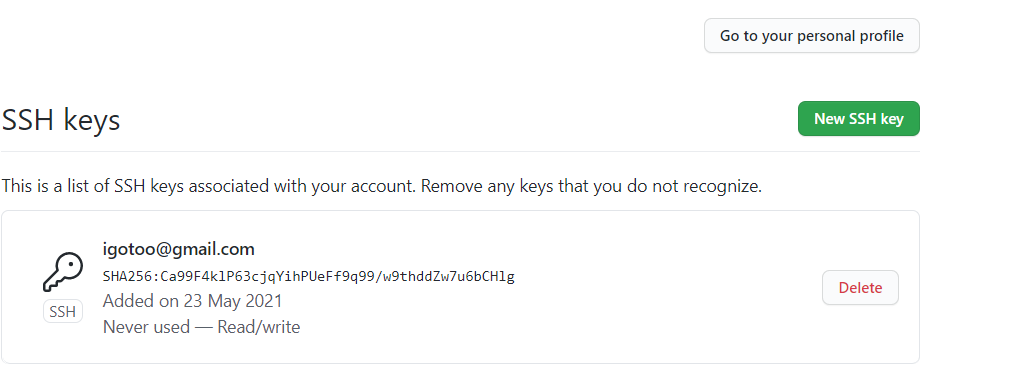 Go to your personal profile
SSH keys
New SSH key
This is a list of SSH keys associated with your account. Remove any keys that you do not recognize.
igotoo@gmail.com
SHA256:Ca99F4klP63cjqYihPUeFf9q99/w9thddZw7u6bCHlg
SSH
Added on 23 May 2021
Never used — Read/write
Delete